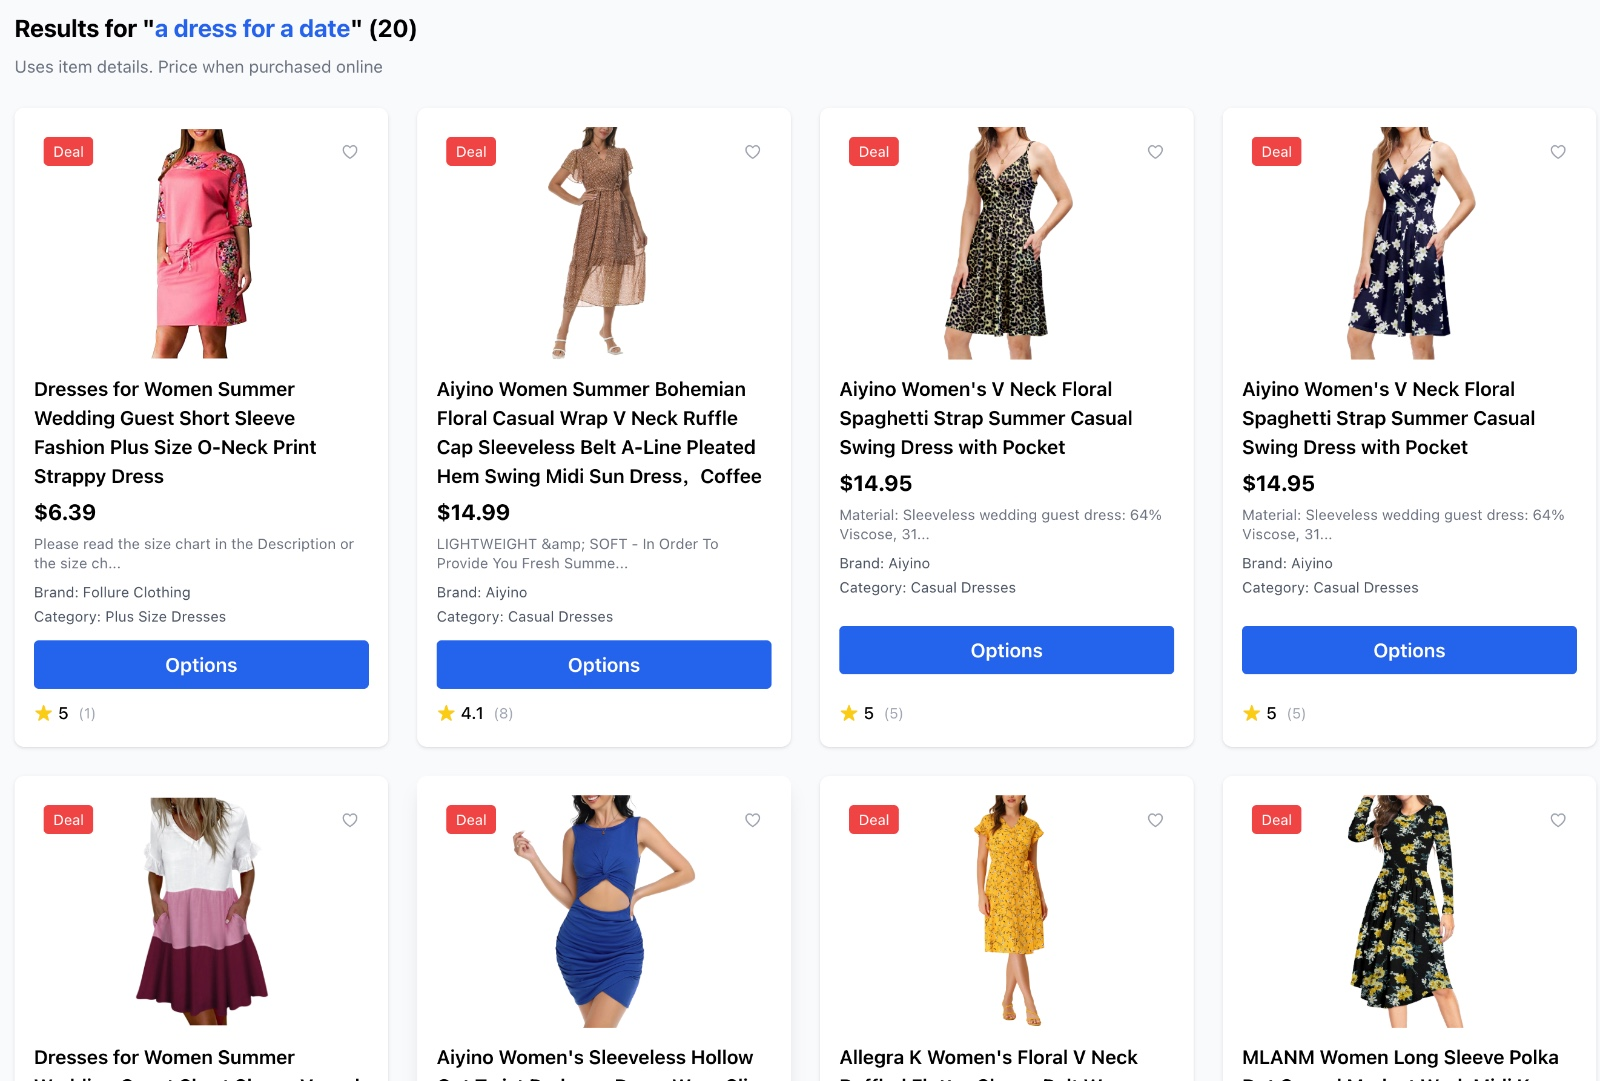 Results for "a dress for a date" (20)
Uses item details. Price when purchased online
Deal
Dresses for Women Summer
Wedding Guest Short Sleeve
Fashion Plus Size O-Neck Print
Strappy Dress
$6.39
Please read the size chart in the Description or
the size ch...
Brand: Follure Clothing
Category: Plus Size Dresses
Options
5 (1)
Deal
Aiyino Women Summer Bohemian
Floral Casual Wrap V Neck Ruffle
Cap Sleeveless Belt A-Line Pleated
Hem Swing Midi Sun Dress，Coffee
$14.99
LIGHTWEIGHT &amp; SOFT - In Order To
Provide You Fresh Summe...
Brand: Aiyino
Category: Casual Dresses
Options
4.1 (8)
Deal
Aiyino Women's V Neck Floral
Spaghetti Strap Summer Casual
Swing Dress with Pocket
$14.95
Material: Sleeveless wedding guest dress: 64%
Viscose, 31...
Brand: Aiyino
Category: Casual Dresses
Options
5 (5)
Deal
Aiyino Women's V Neck Floral
Spaghetti Strap Summer Casual
Swing Dress with Pocket
$14.95
Material: Sleeveless wedding guest dress: 64%
Viscose, 31...
Brand: Aiyino
Category: Casual Dresses
Options
5 (5)
Deal
Dresses for Women Summer
Deal
Aiyino Women's Sleeveless Hollow
Deal
Allegra K Women's Floral V Neck
Deal
MLANM Women Long Sleeve Polka